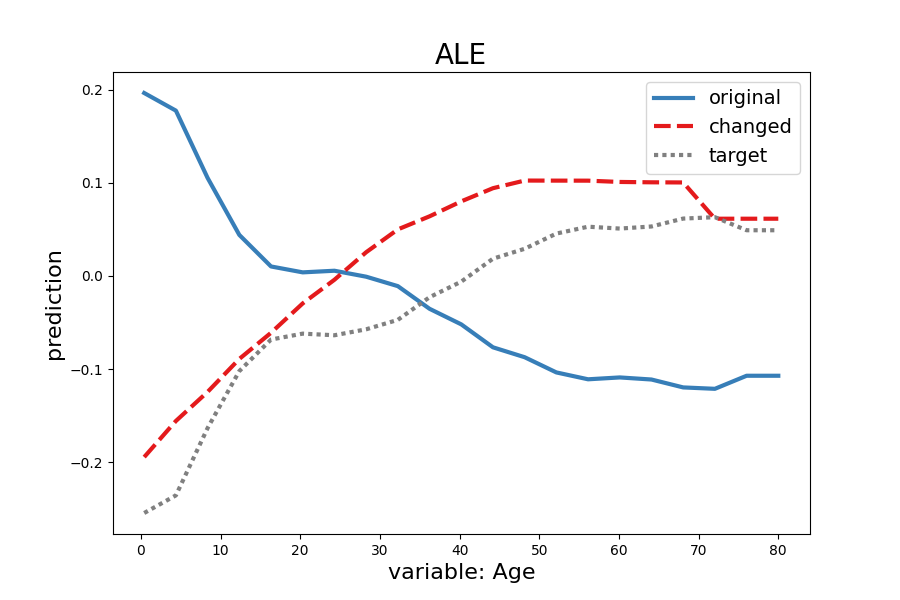 ALE
original
changed
target
0.2
0.1
0.0
−0.1
−0.2
prediction
0 10 20 30 40 50 60 70 80
variable: Age